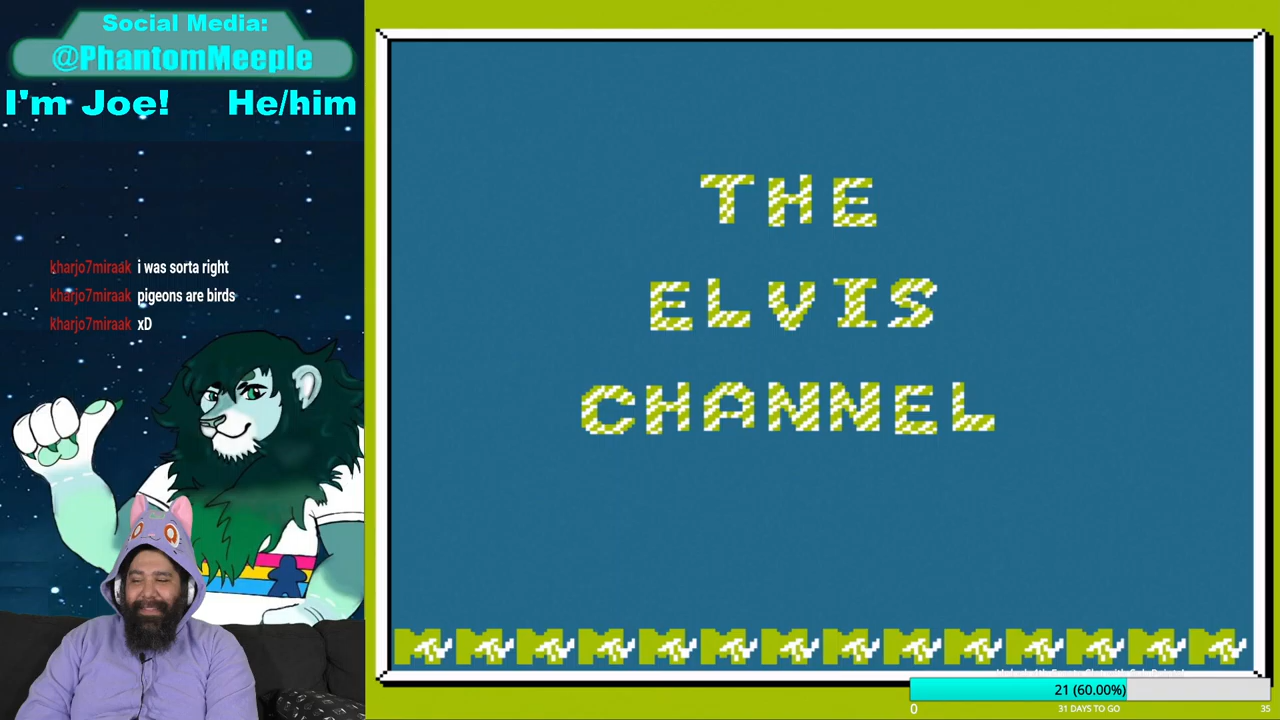 Social Media:
@PhantomMeeple
I'm Joe! He/him
kharjo7miraak i was sorta right
kharjo7miraak pigeons are birds
kharjo7miraak xD
THE
ELVIS
CHANNEL
21 (60.00%)
0 31 DAYS TO GO 35